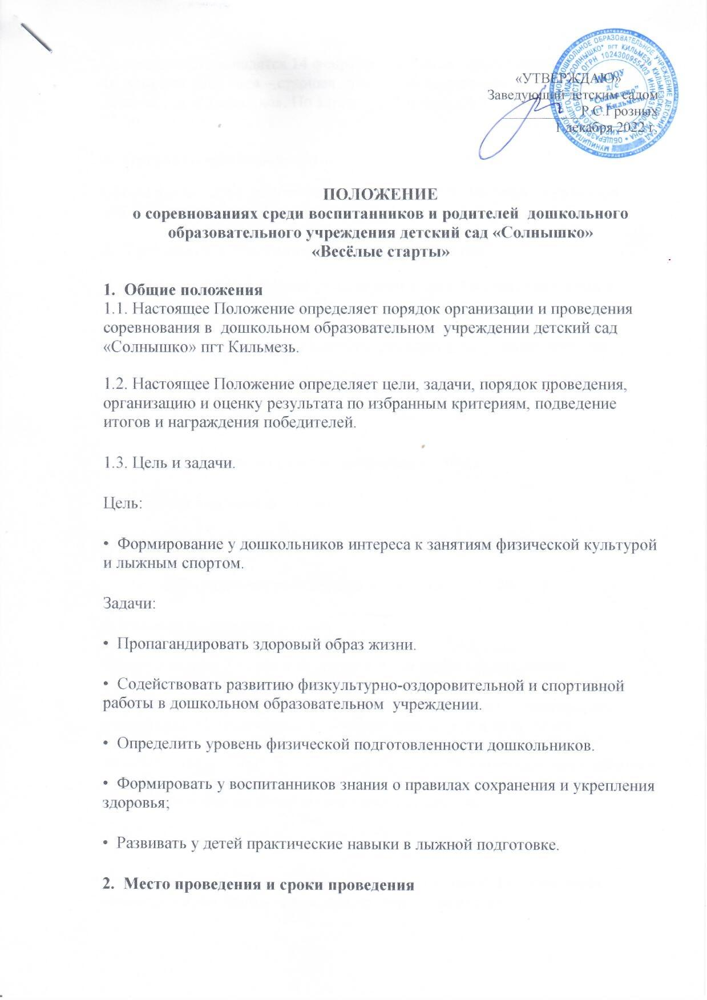 «УТВЕРЖДАЮ»
Заведующий детским садом
Р.С.Грозных
1 декабря 2022 г.
МКДОУ
д/с
"Солнышко"
пгт Кильмезь
ПОЛОЖЕНИЕ
о соревнованиях среди воспитанников и родителей дошкольного
образовательного учреждения детский сад «Солнышко»
«Весёлые старты»
1. Общие положения
1.1. Настоящее Положение определяет порядок организации и проведения
соревнования в дошкольном образовательном учреждении детский сад
«Солнышко» пгт Кильмезь.
1.2. Настоящее Положение определяет цели, задачи, порядок проведения,
организацию и оценку результата по избранным критериям, подведение
итогов и награждения победителей.
1.3. Цель и задачи.
Цель:
• Формирование у дошкольников интереса к занятиям физической культурой
и лыжным спортом.
Задачи:
• Пропагандировать здоровый образ жизни.
• Содействовать развитию физкультурно-оздоровительной и спортивной
работы в дошкольном образовательном учреждении.
• Определить уровень физической подготовленности дошкольников.
• Формировать у воспитанников знания о правилах сохранения и укрепления
здоровья;
• Развивать у детей практические навыки в лыжной подготовке.
2. Место проведения и сроки проведения